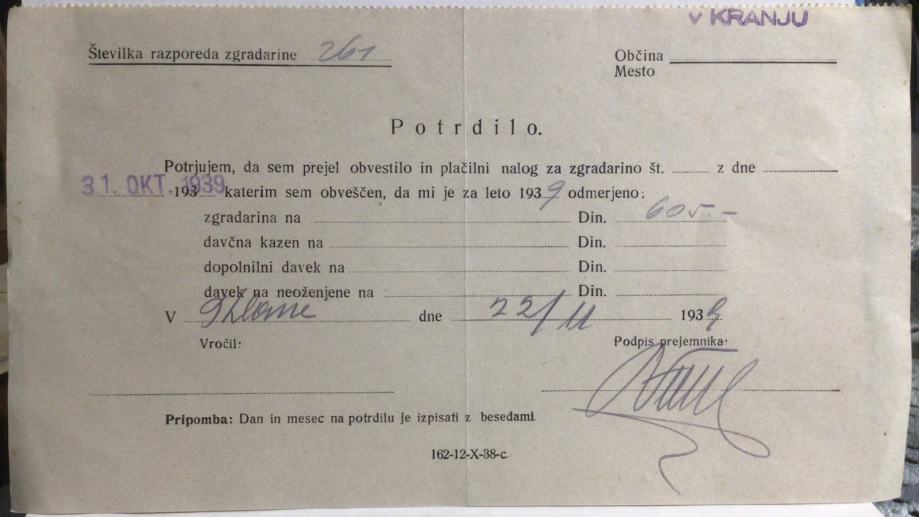 v KRANJU
Številka razporeda zgradarine 261
Občina
Mesto
Potrdilo.
Potrjujem, da sem prejel obvestilo in plačilni nalog za zgradarino št. z dne
31. OKT. 1939 193 katerim sem obveščen, da mi je za leto 1939 odmerjeno:
zgradarina na Din. 605.–
davčna kazen na Din.
dopolnilni davek na Din.
davek na neoženjene na Din.
V dne 22/11 1939
Vročil: Podpis prejemnika:
Pripomba: Dan in mesec na potrdilu je izpisati z besedami
162-12-X-38-c.